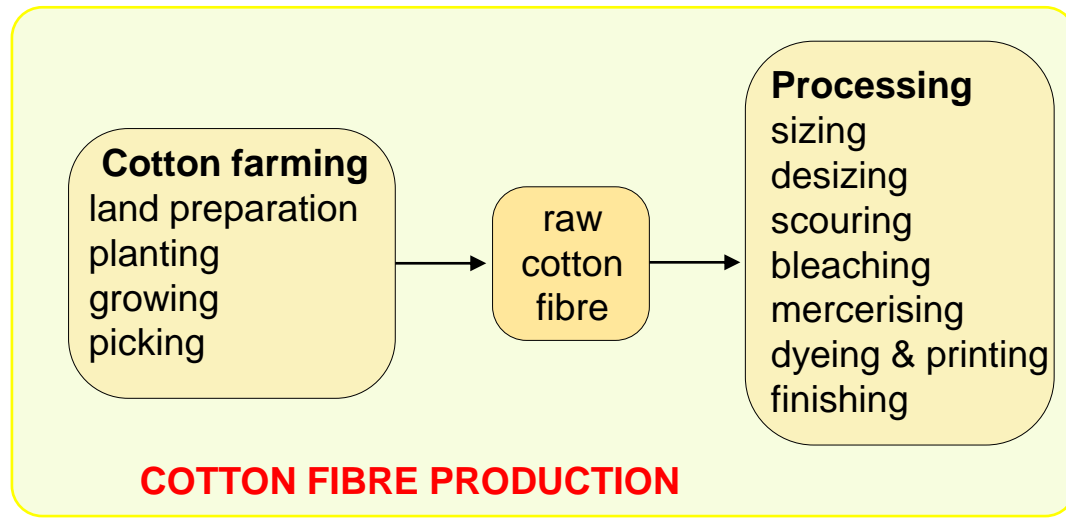 Cotton farming
land preparation
planting
growing
picking
raw
cotton
fibre
Processing
sizing
desizing
scouring
bleaching
mercerising
dyeing & printing
finishing
COTTON FIBRE PRODUCTION